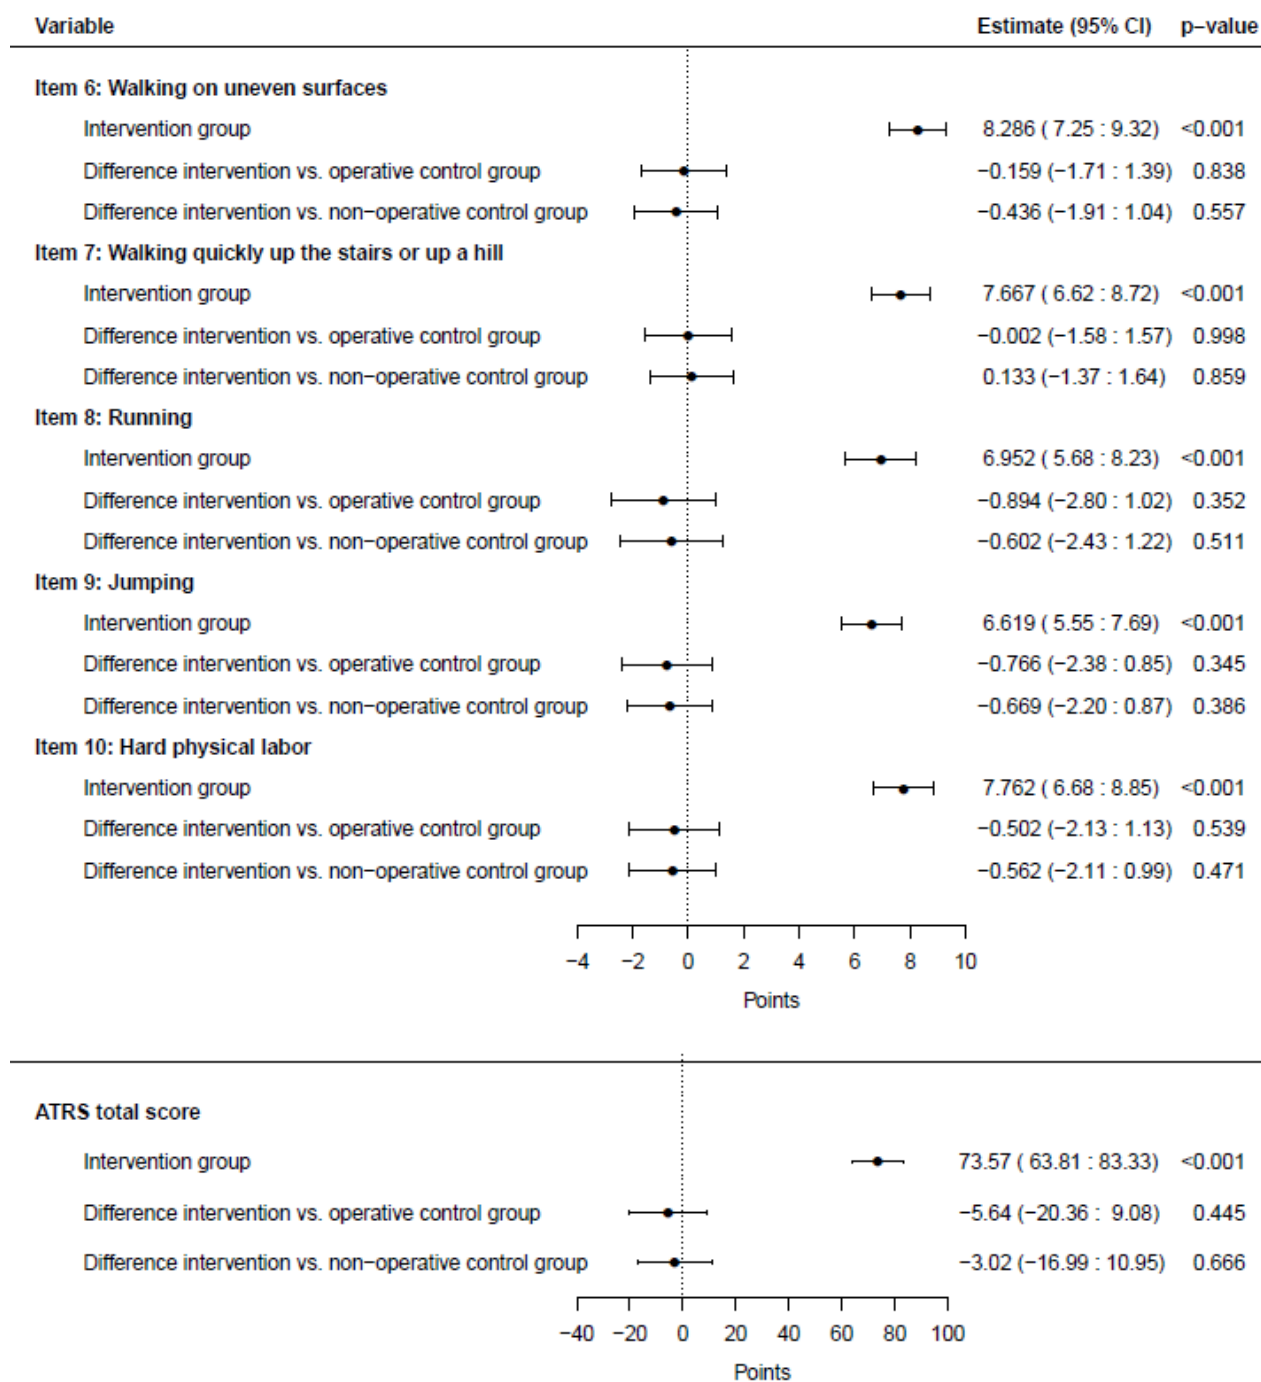 Variable Estimate (95% CI) p−value
Item 6: Walking on uneven surfaces
Intervention group 8.286 ( 7.25 : 9.32) <0.001
Difference intervention vs. operative control group −0.159 (−1.71 : 1.39) 0.838
Difference intervention vs. non−operative control group −0.436 (−1.91 : 1.04) 0.557
Item 7: Walking quickly up the stairs or up a hill
Intervention group 7.667 ( 6.62 : 8.72) <0.001
Difference intervention vs. operative control group −0.002 (−1.58 : 1.57) 0.998
Difference intervention vs. non−operative control group 0.133 (−1.37 : 1.64) 0.859
Item 8: Running
Intervention group 6.952 ( 5.68 : 8.23) <0.001
Difference intervention vs. operative control group −0.894 (−2.80 : 1.02) 0.352
Difference intervention vs. non−operative control group −0.602 (−2.43 : 1.22) 0.511
Item 9: Jumping
Intervention group 6.619 ( 5.55 : 7.69) <0.001
Difference intervention vs. operative control group −0.766 (−2.38 : 0.85) 0.345
Difference intervention vs. non−operative control group −0.669 (−2.20 : 0.87) 0.386
Item 10: Hard physical labor
Intervention group 7.762 ( 6.68 : 8.85) <0.001
Difference intervention vs. operative control group −0.502 (−2.13 : 1.13) 0.539
Difference intervention vs. non−operative control group −0.562 (−2.11 : 0.99) 0.471
−4 −2 0 2 4 6 8 10
Points
ATRS total score
Intervention group 73.57 ( 63.81 : 83.33) <0.001
Difference intervention vs. operative control group −5.64 (−20.36 : 9.08) 0.445
Difference intervention vs. non−operative control group −3.02 (−16.99 : 10.95) 0.666
−40 −20 0 20 40 60 80 100
Points